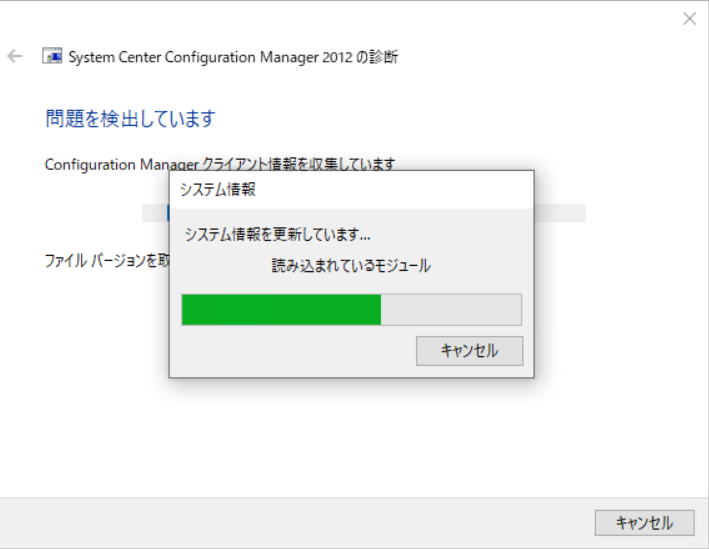 System Center Configuration Manager 2012 の診断
問題を検出しています
Configuration Manager クライアント情報を収集しています
システム情報
システム情報を更新しています...
読み込まれているモジュール
ファイル バージョンを取
キャンセル
キャンセル